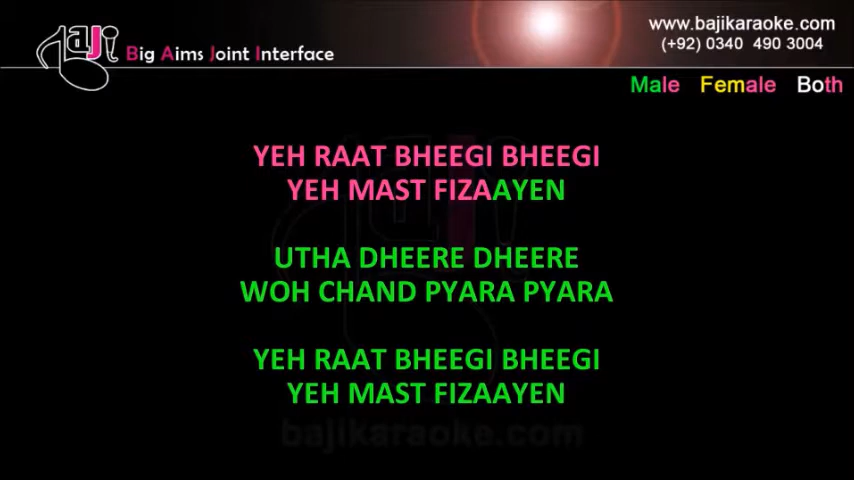 Baji Big Aims Joint Interface
www.bajikaraoke.com
(+92) 0340 490 3004
Male Female Both
YEH RAAT BHEEGI BHEEGI
YEH MAST FIZAAYEN
UTHA DHEERE DHEERE
WOH CHAND PYARA PYARA
YEH RAAT BHEEGI BHEEGI
YEH MAST FIZAAYEN
bajikaraoke.com